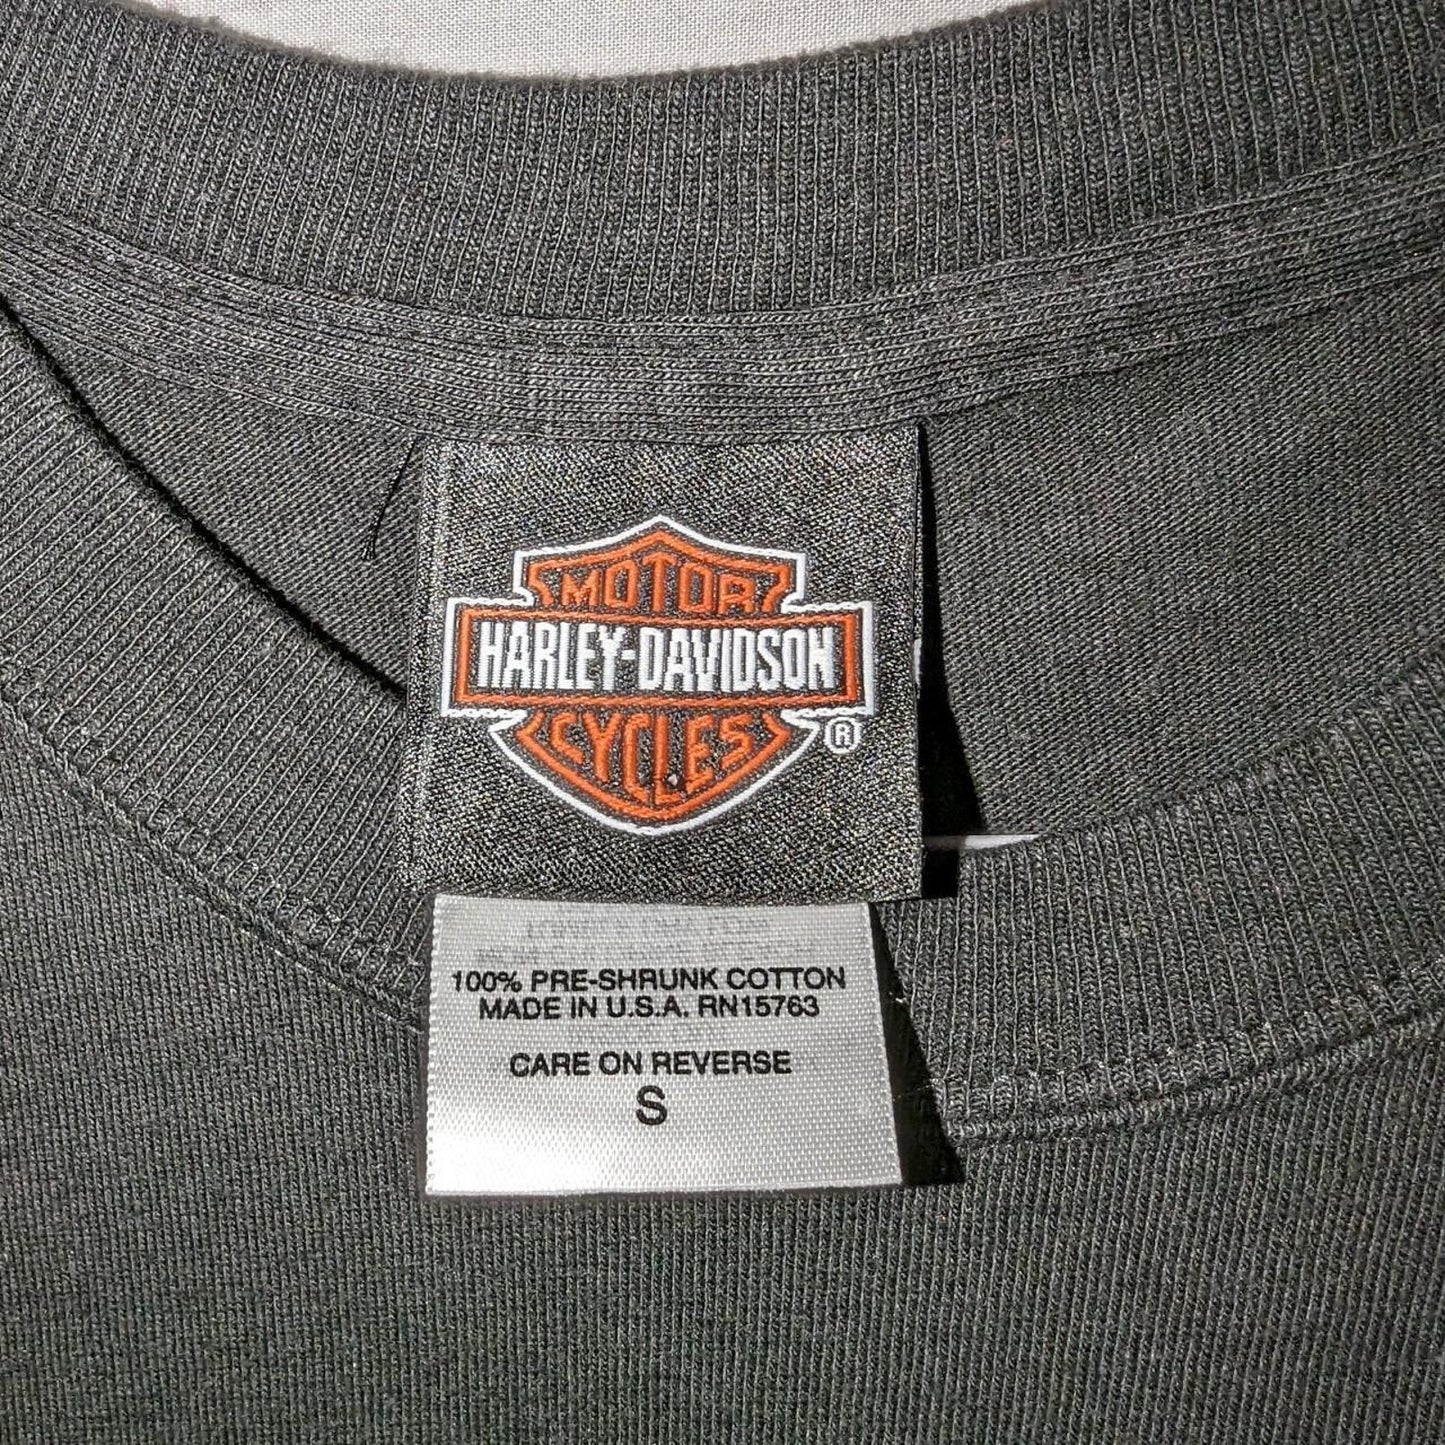 MOTOR
HARLEY-DAVIDSON
CYCLES
®
100% PRE-SHRUNK COTTON
MADE IN U.S.A. RN15763
CARE ON REVERSE
S